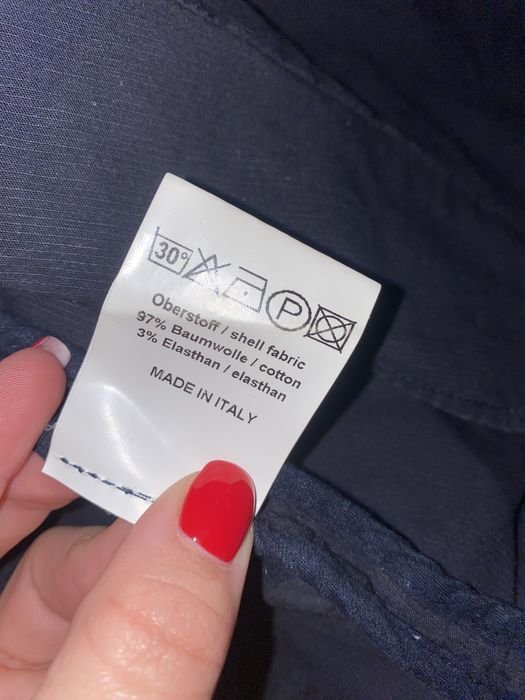 30° P
Oberstoff / shell fabric
97% Baumwolle / cotton
3% Elasthan / elasthan
MADE IN ITALY